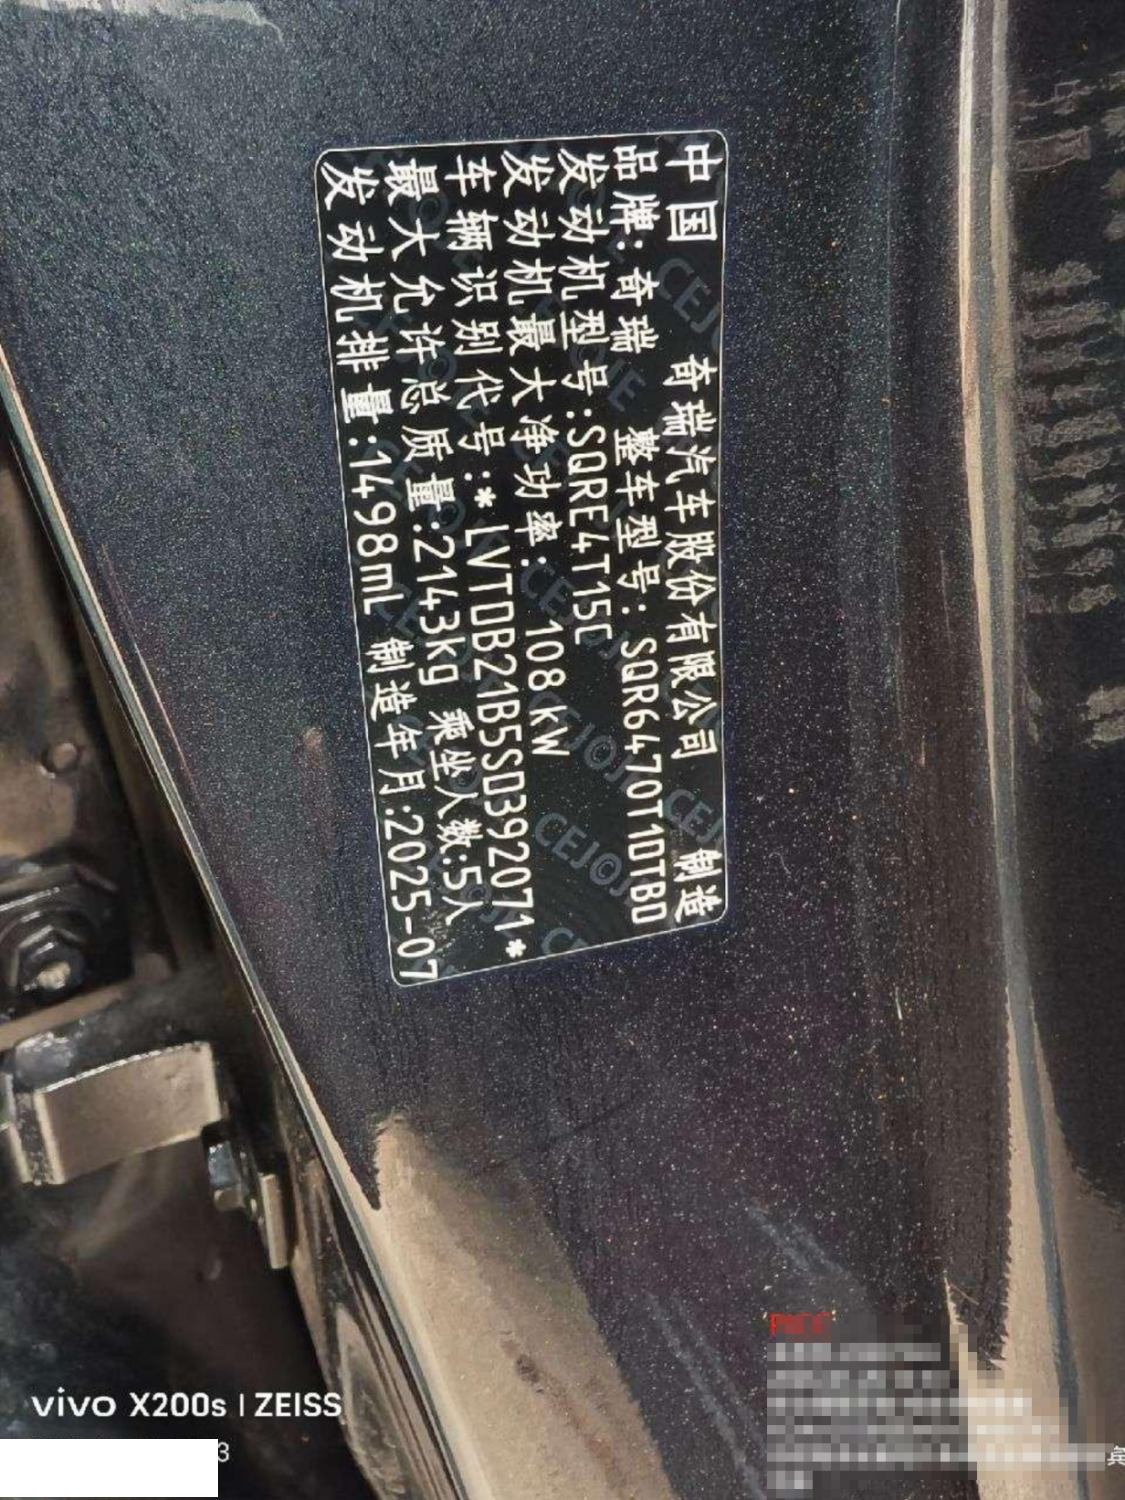 中国 奇瑞汽车股份有限公司 制造
品牌: 奇瑞 整车型号: SQR6470T1DTBD
发动机型号:SQRE4T15C
发动机最大净功率: 108 kW
车辆识别代号:*LVTDB21B5SD392071*
最大允许总质量:2143kg 乘坐人数:5人
发动机排量:1498mL 制造年月:2025-07
vivo X200s | ZEISS
3